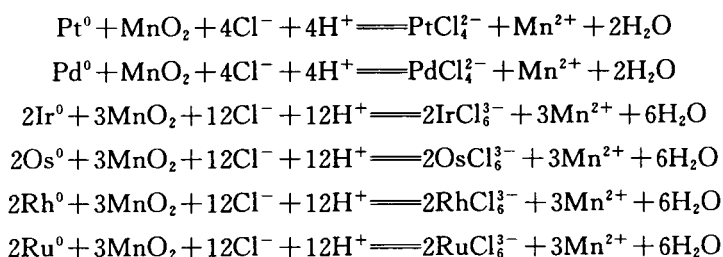 Pt⁰ + MnO₂ + 4Cl⁻ + 4H⁺ ══ PtCl₄²⁻ + Mn²⁺ + 2H₂O
Pd⁰ + MnO₂ + 4Cl⁻ + 4H⁺ ══ PdCl₄²⁻ + Mn²⁺ + 2H₂O
2Ir⁰ + 3MnO₂ + 12Cl⁻ + 12H⁺ ══ 2IrCl₆³⁻ + 3Mn²⁺ + 6H₂O
2Os⁰ + 3MnO₂ + 12Cl⁻ + 12H⁺ ══ 2OsCl₆³⁻ + 3Mn²⁺ + 6H₂O
2Rh⁰ + 3MnO₂ + 12Cl⁻ + 12H⁺ ══ 2RhCl₆³⁻ + 3Mn²⁺ + 6H₂O
2Ru⁰ + 3MnO₂ + 12Cl⁻ + 12H⁺ ══ 2RuCl₆³⁻ + 3Mn²⁺ + 6H₂O